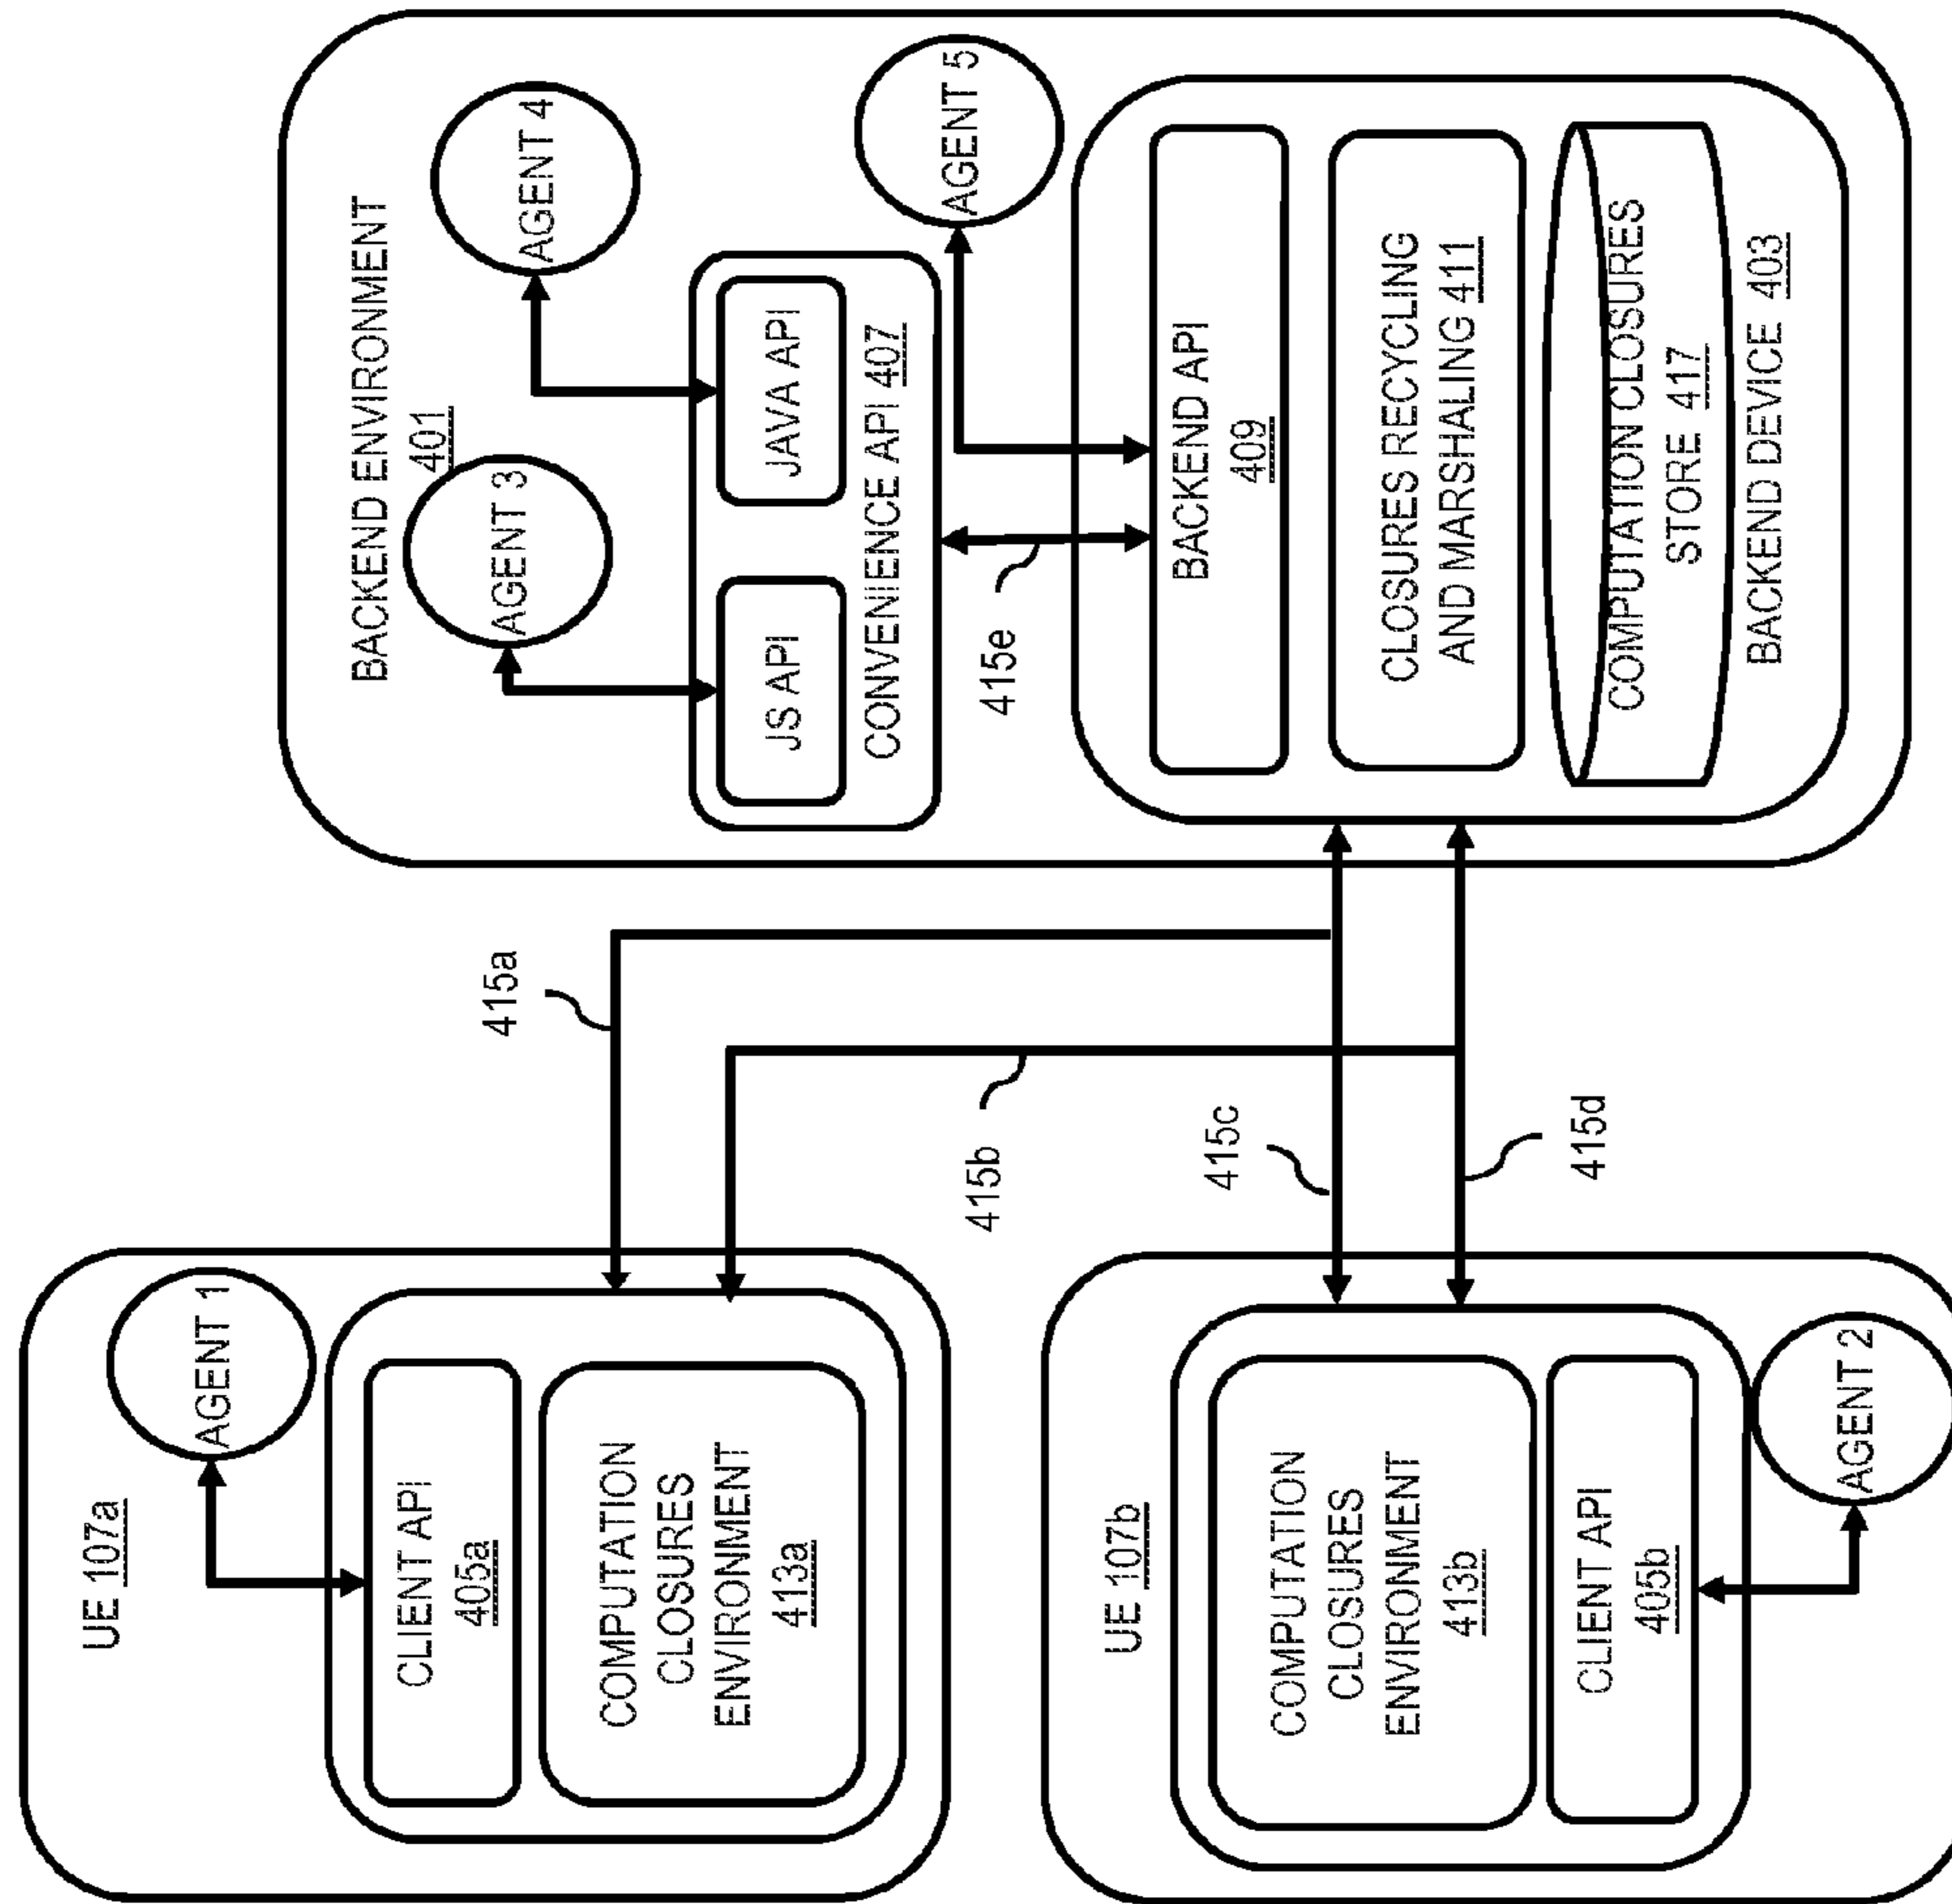 UE 107a
AGENT 1
CLIENT API
405a
COMPUTATION
CLOSURES
ENVIRONMENT
413a
UE 107b
COMPUTATION
CLOSURES
ENVIRONMENT
413b
CLIENT API
405b
AGENT 2
415a
415b
415c
415d
BACKEND ENVIRONMENT
401
AGENT 3
AGENT 4
JS API
JAVA API
CONVENIENCE API 407
AGENT 5
415e
BACKEND API
409
CLOSURES RECYCLING
AND MARSHALING 411
COMPUTATION CLOSURES
STORE 417
BACKEND DEVICE 403